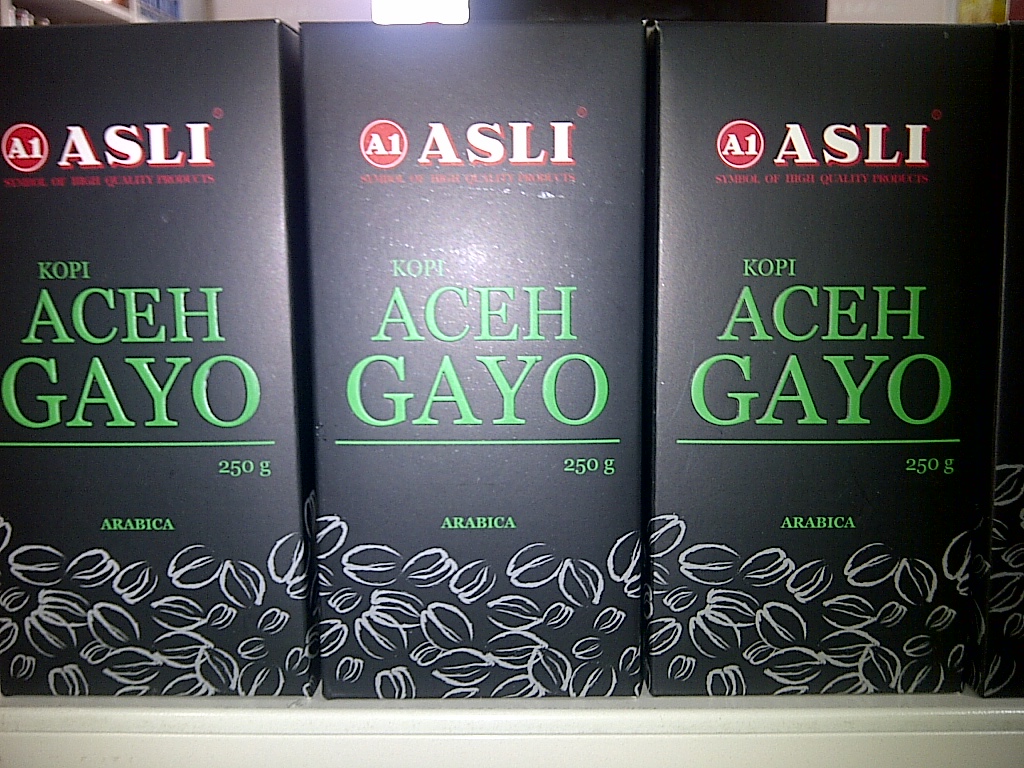 A1 ASLI®
SYMBOL OF HIGH QUALITY PRODUCTS
KOPI
ACEH
GAYO
250 g
ARABICA
A1 ASLI®
SYMBOL OF HIGH QUALITY PRODUCTS
KOPI
ACEH
GAYO
250 g
ARABICA
A.1 ASLI®
SYMBOL OF HIGH QUALITY PRODUCTS
KOPI
ACEH
GAYO
250 g
ARABICA